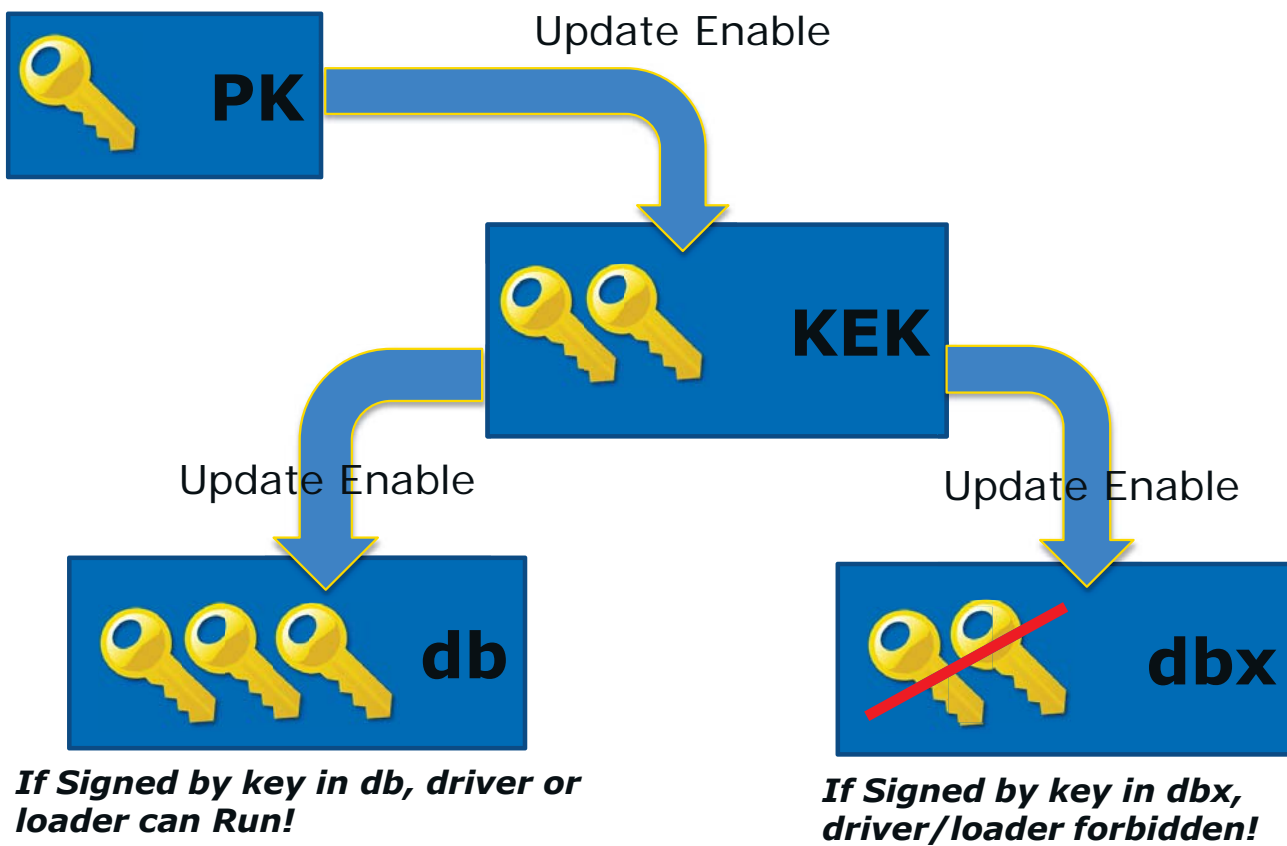 Update Enable
PK
KEK
Update Enable
Update Enable
db
dbx
If Signed by key in db, driver or
loader can Run!
If Signed by key in dbx,
driver/loader forbidden!